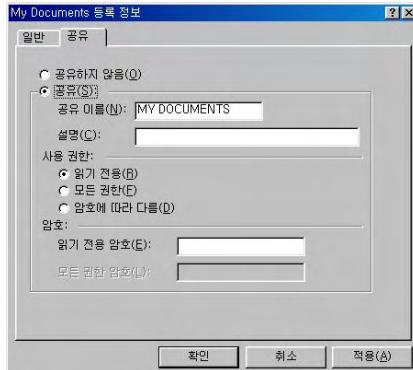 My Documents 등록 정보
일반 공유
공유하지 않음(O)
공유(S):
공유 이름(N): MY DOCUMENTS
설명(C):
사용 권한:
읽기 전용(R)
모든 권한(F)
암호에 따라 다름(D)
암호:
읽기 전용 암호(E):
모든 권한 암호(L):
확인 취소 적용(A)